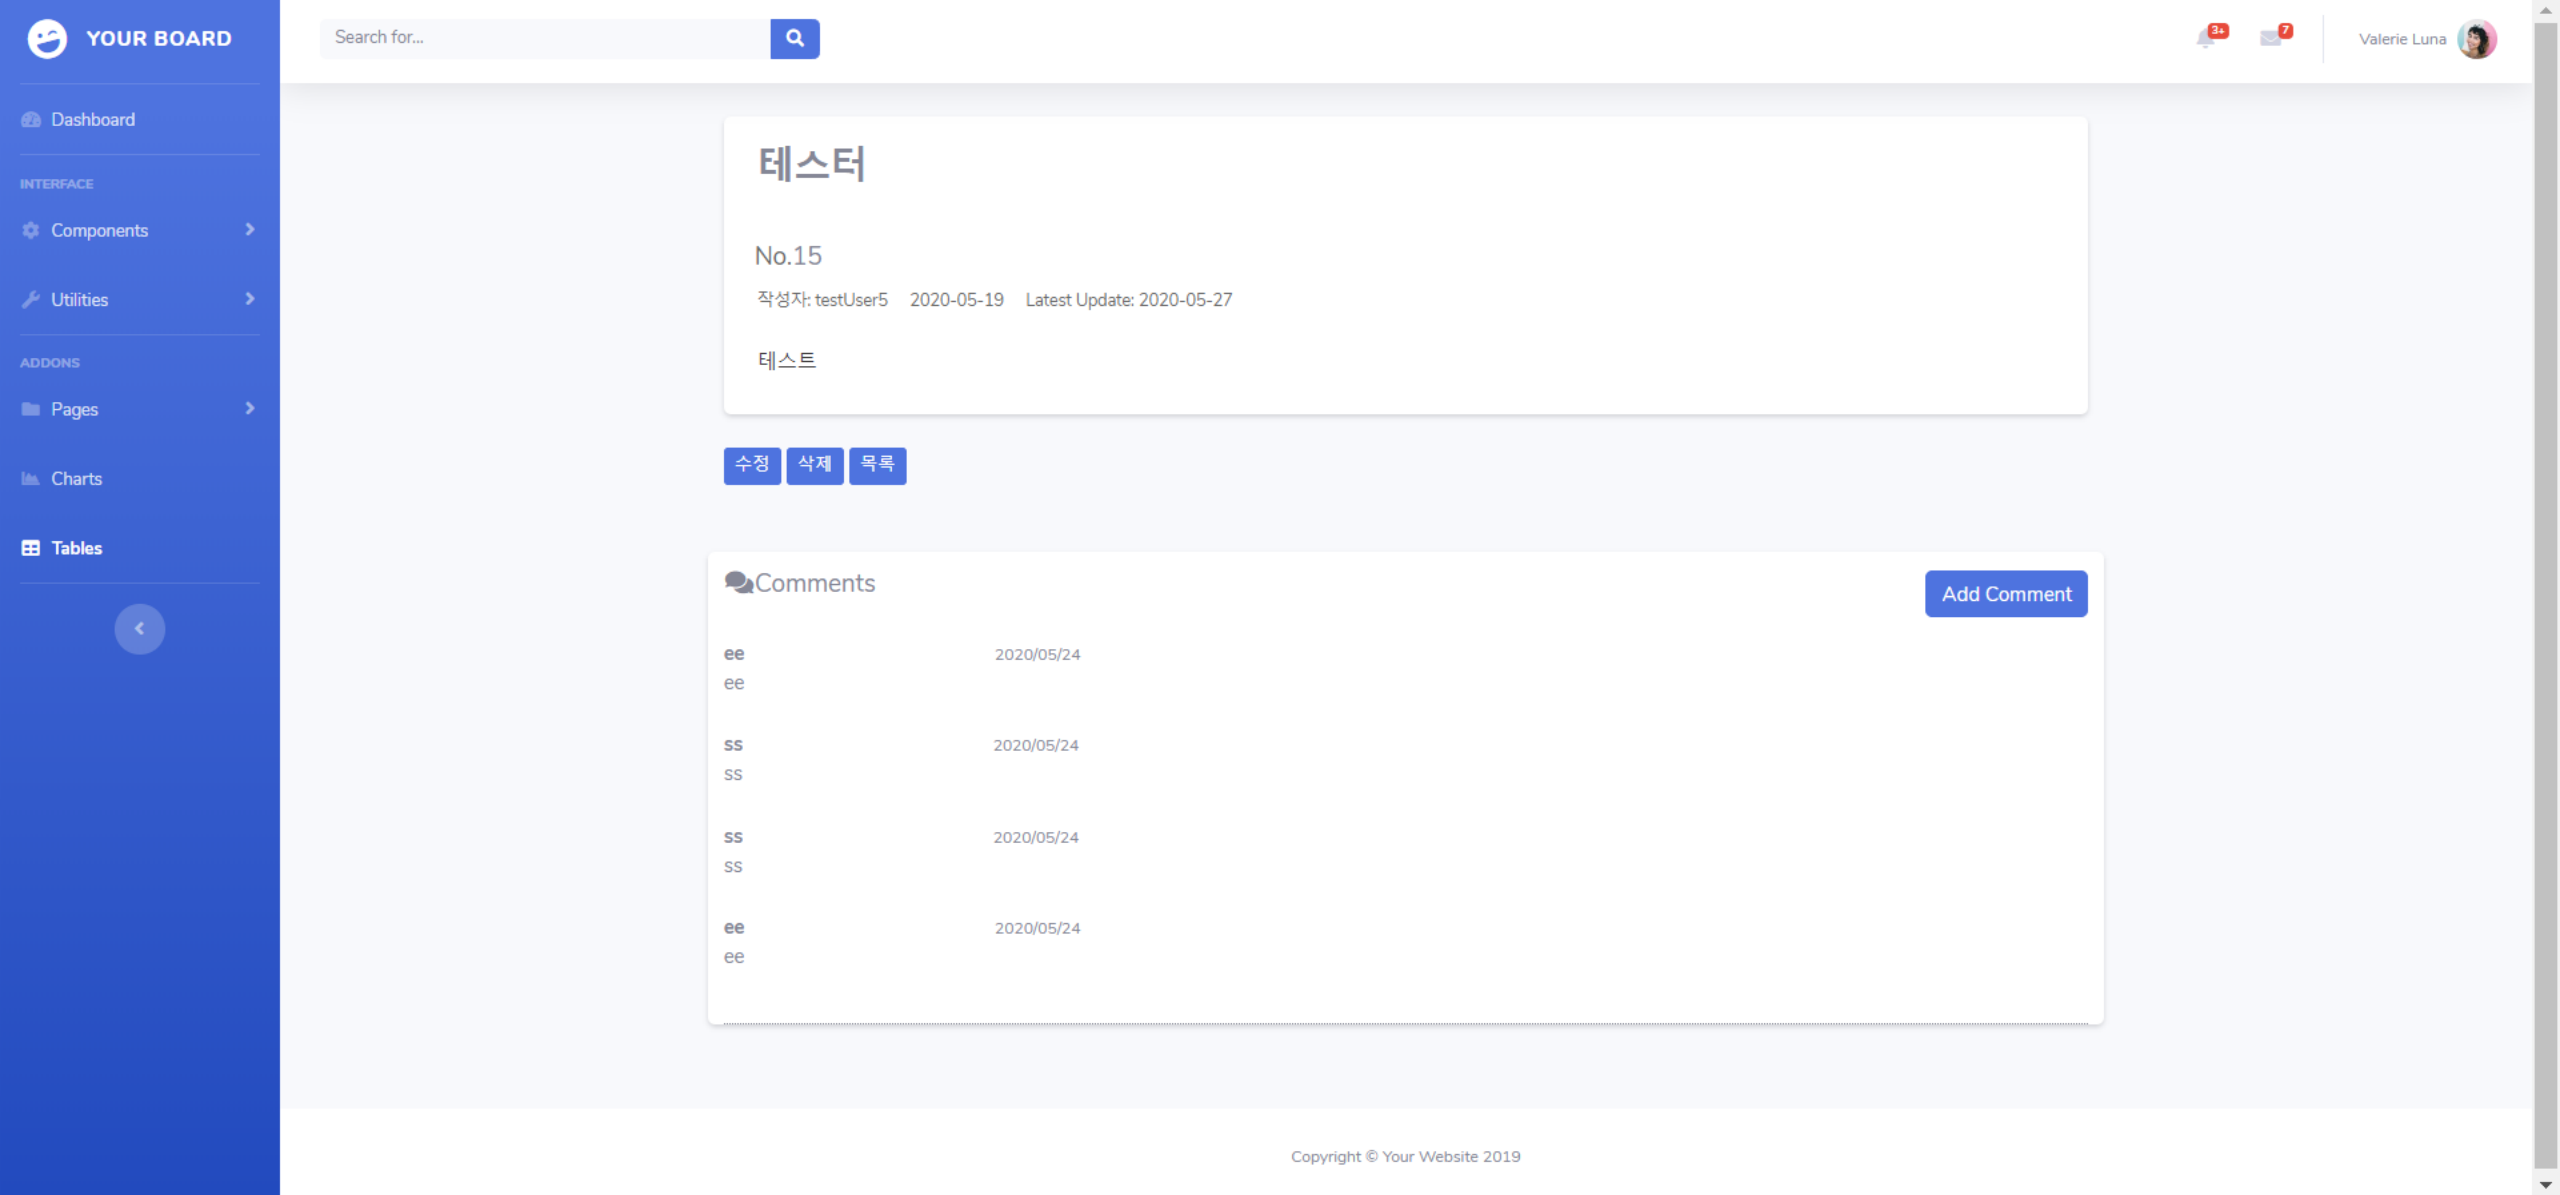 YOUR BOARD
Search for...
3+
7
Valerie Luna
Dashboard
INTERFACE
Components
Utilities
ADDONS
Pages
Charts
Tables
테스터
No.15
작성자: testUser5 2020-05-19 Latest Update: 2020-05-27
테스트
수정 삭제 목록
Comments
Add Comment
ee 2020/05/24
ee
ss 2020/05/24
ss
ss 2020/05/24
ss
ee 2020/05/24
ee
Copyright © Your Website 2019